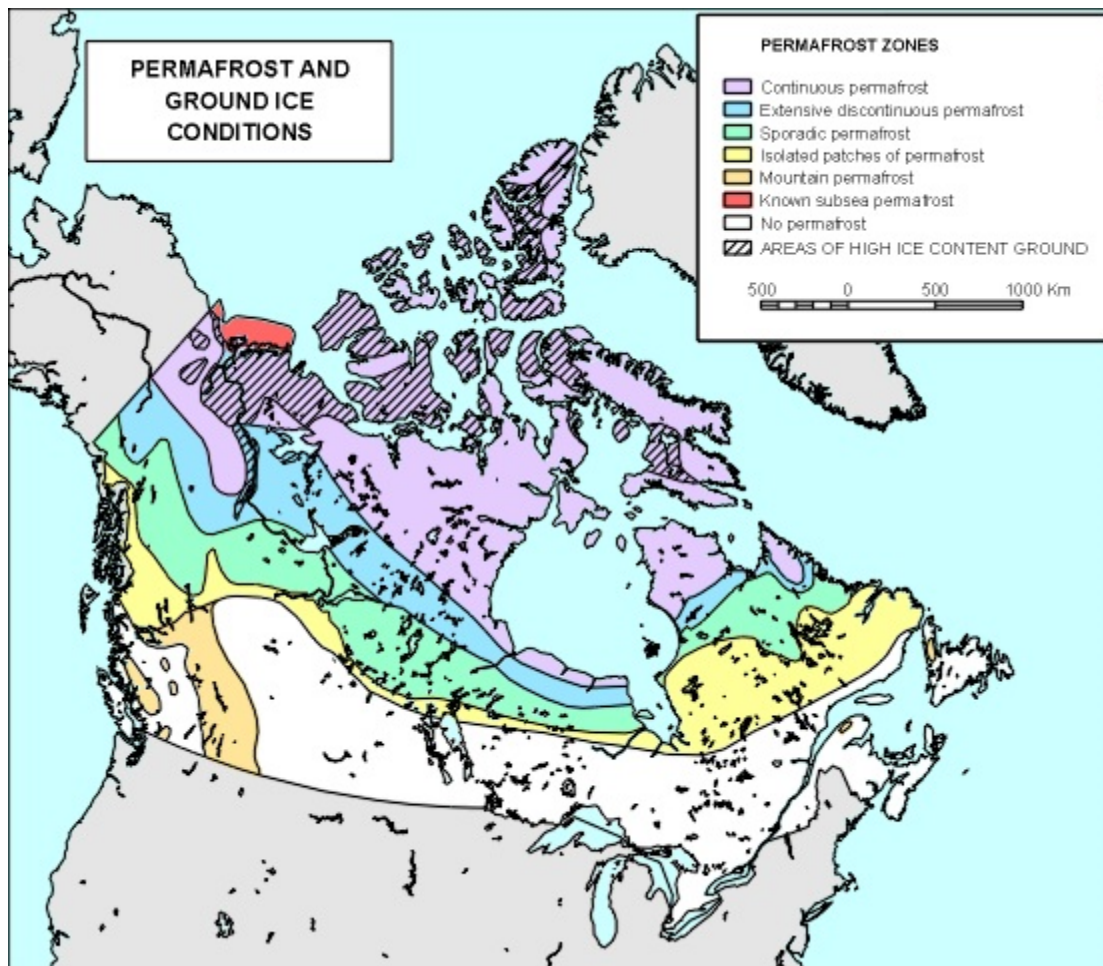 PERMAFROST AND
GROUND ICE
CONDITIONS
PERMAFROST ZONES
Continuous permafrost
Extensive discontinuous permafrost
Sporadic permafrost
Isolated patches of permafrost
Mountain permafrost
Known subsea permafrost
No permafrost
AREAS OF HIGH ICE CONTENT GROUND
500 0 500 1000 Km